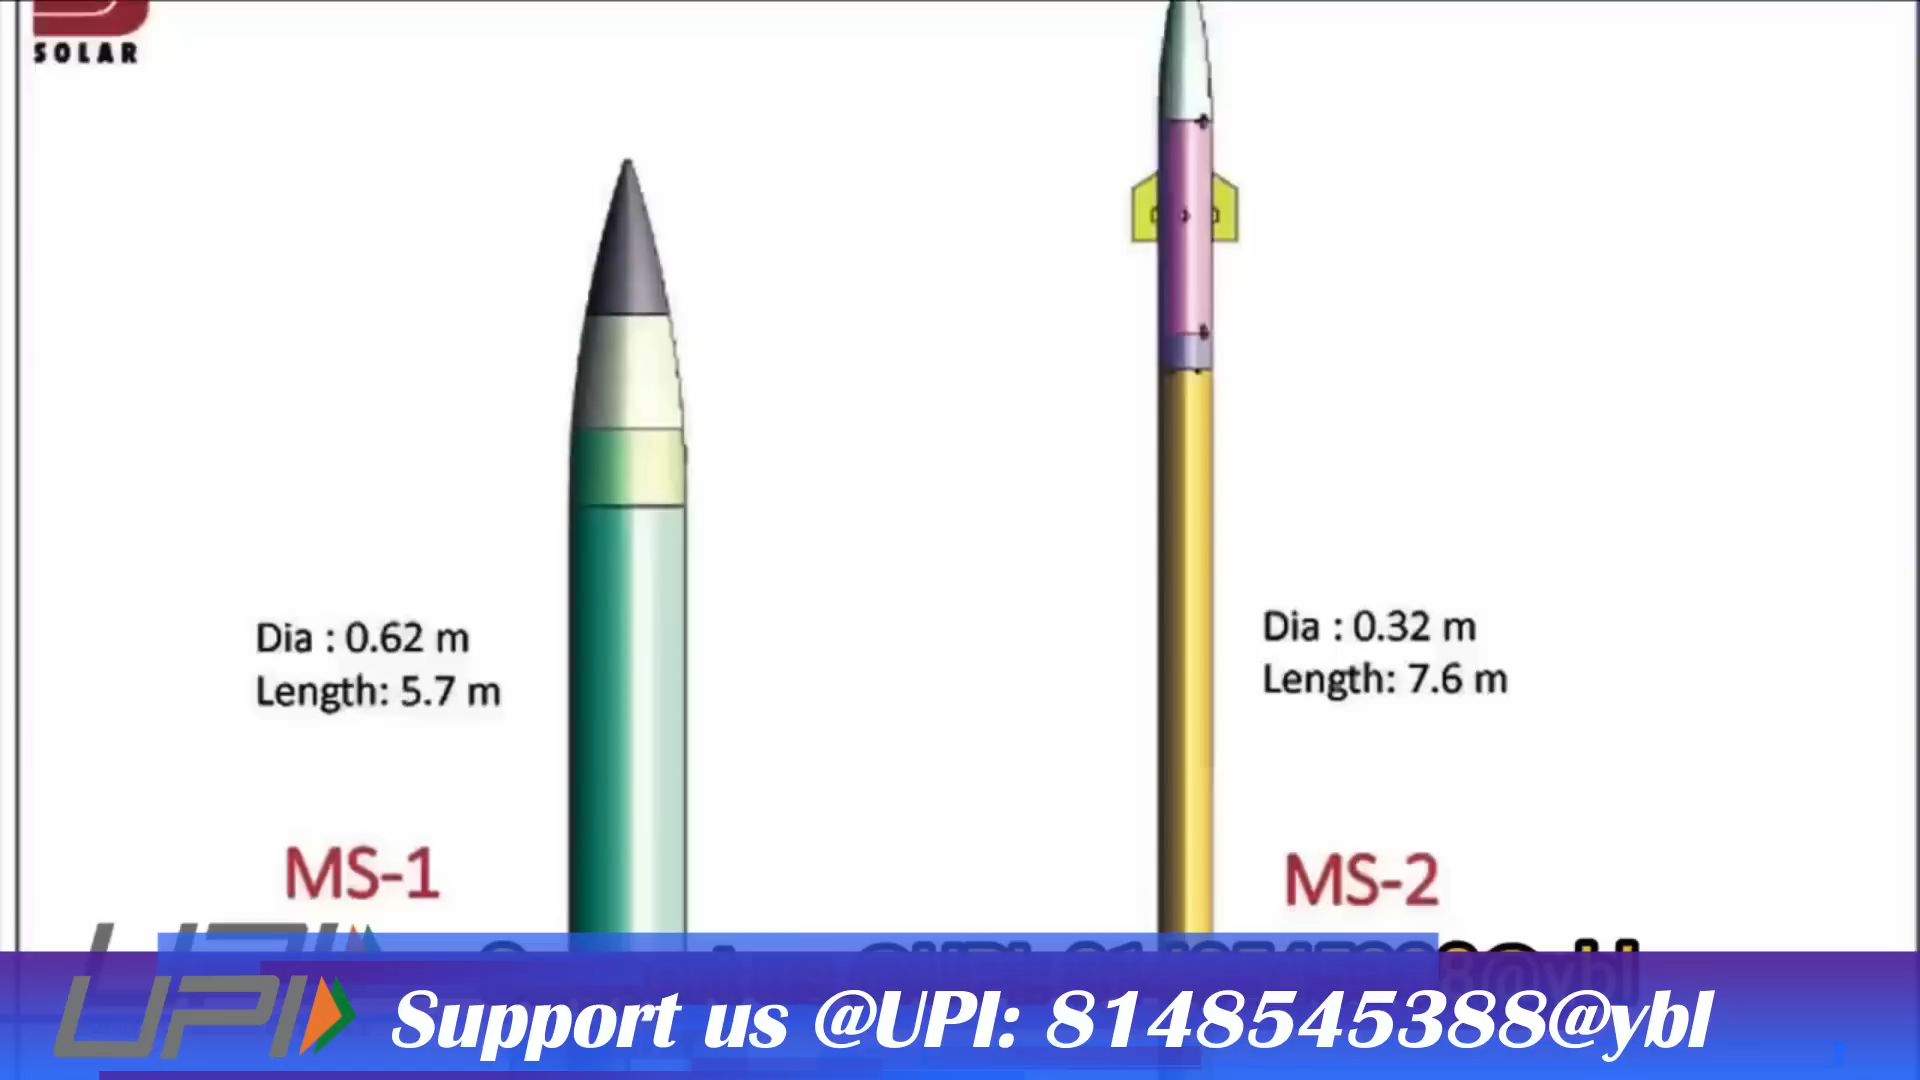 SOLAR
Dia : 0.62 m
Length: 5.7 m
MS-1
Dia : 0.32 m
Length: 7.6 m
MS-2
UPI
Support us @UPI: 8148545388@ybl